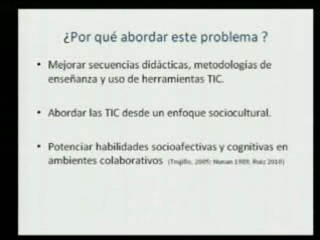 ¿Por qué abordar este problema ?
• Mejorar secuencias didácticas, metodologías de
enseñanza y uso de herramientas TIC.
• Abordar las TIC desde un enfoque sociocultural.
• Potenciar habilidades socioafectivas y cognitivas en
ambientes colaborativos (Trujillo, 2005; Nunan 1989, Ruiz 2010)